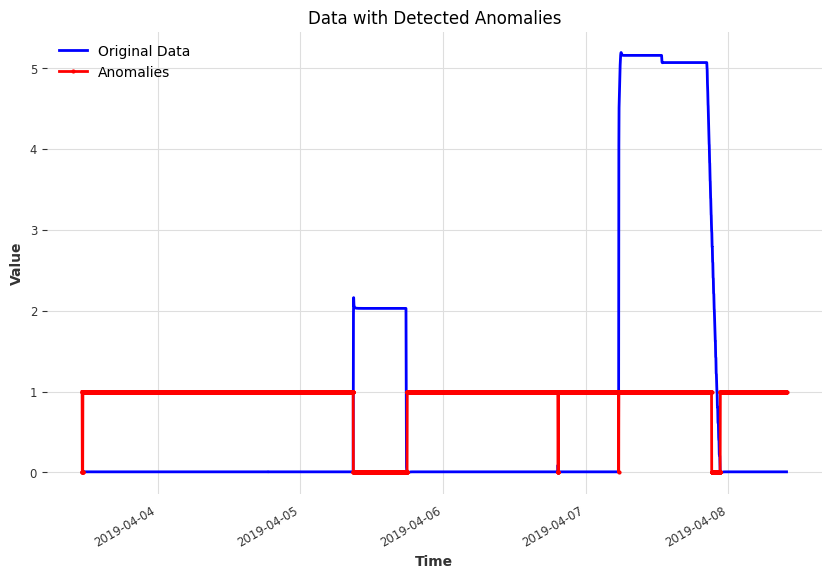 Data with Detected Anomalies
Original Data
Anomalies
5
4
3
2
1
0
Value
2019-04-04
2019-04-05
2019-04-06
2019-04-07
2019-04-08
Time